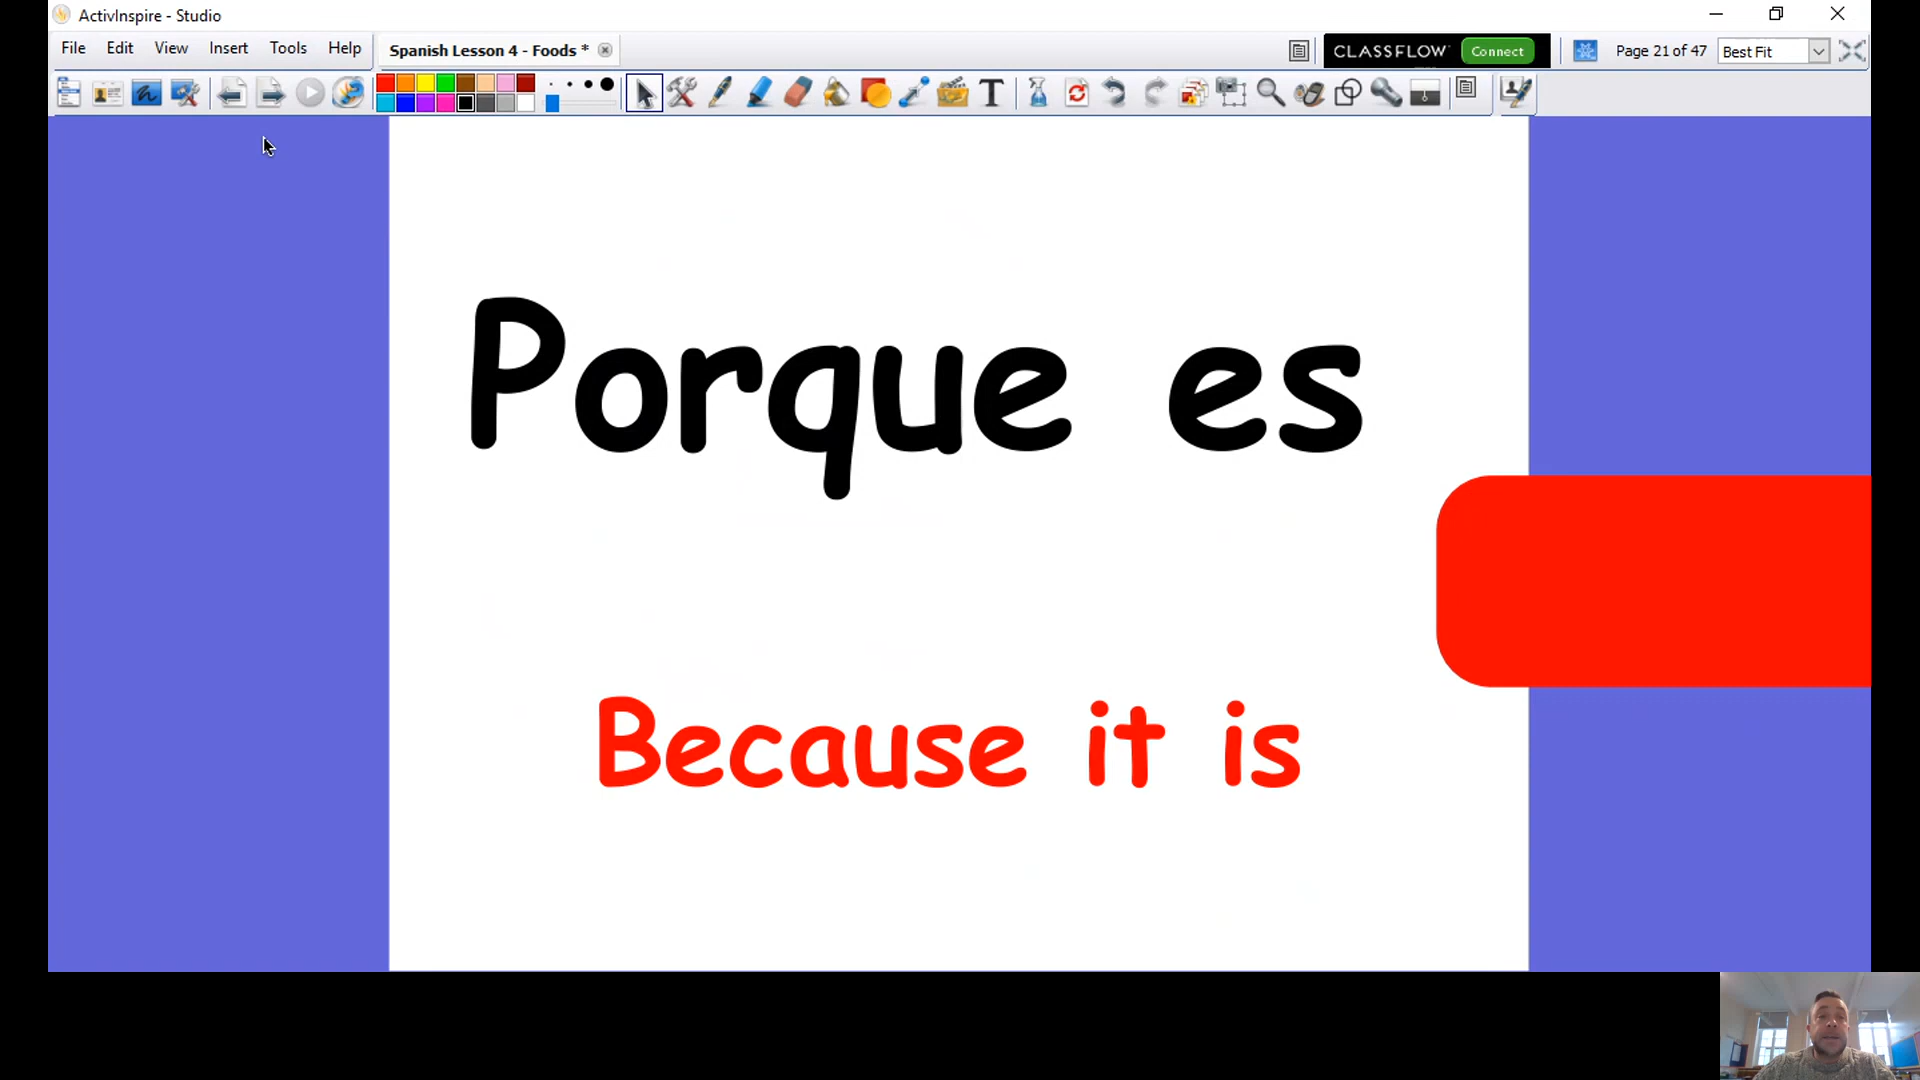 ActivInspire - Studio
File Edit View Insert Tools Help
Spanish Lesson 4 - Foods *
CLASSFLOW Connect
Page 21 of 47
Best Fit
Porque es
Because it is